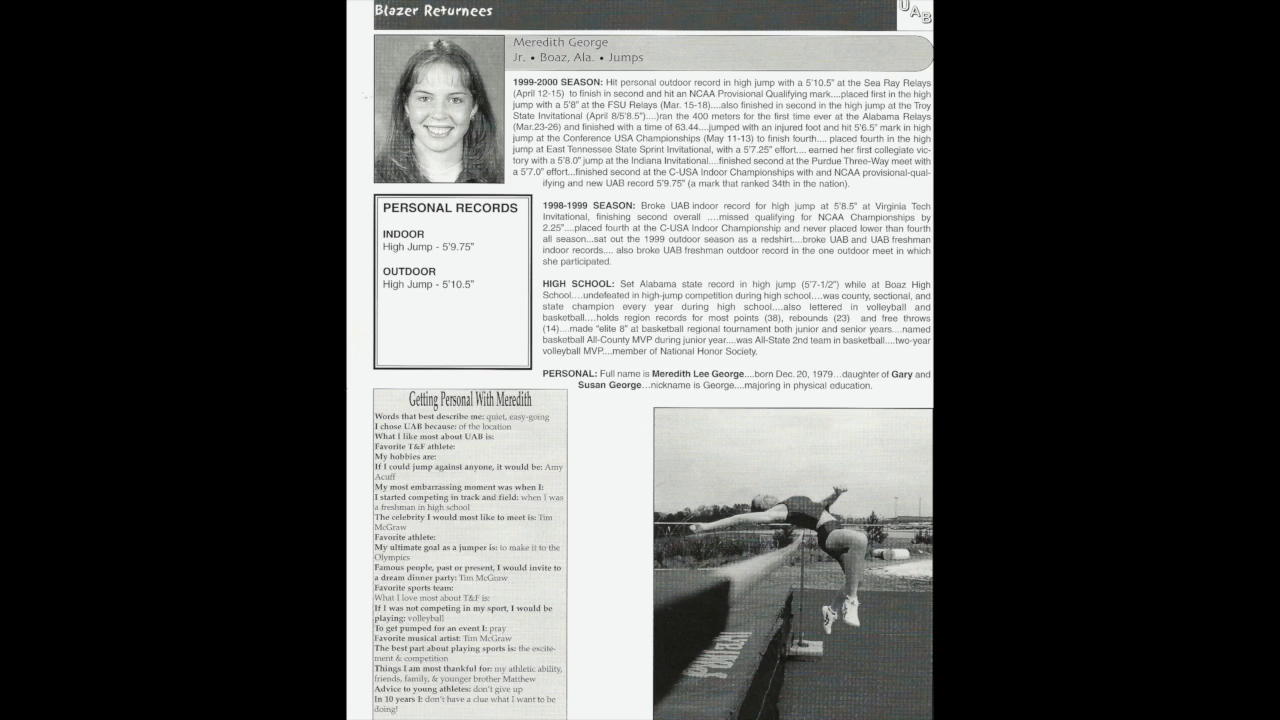 Blazer Returnees
UAB
Meredith George
Jr. • Boaz, Ala. • Jumps
1999-2000 SEASON: Hit personal outdoor record in high jump with a 5'10.5" at the Sea Ray Relays
(April 12-15) to finish in second and hit an NCAA Provisional Qualifying mark....placed first in the high
jump with a 5'8" at the FSU Relays (Mar. 15-18)....also finished in second in the high jump at the Troy
State Invitational (April 8/5'8.5")....)ran the 400 meters for the first time ever at the Alabama Relays
(Mar.23-26) and finished with a time of 63.44....jumped with an injured foot and hit 5'6.5" mark in high
jump at the Conference USA Championships (May 11-13) to finish fourth.... placed fourth in the high
jump at East Tennessee State Sprint Invitational, with a 5'7.25" effort.... earned her first collegiate vic-
tory with a 5'8.0" jump at the Indiana Invitational....finished second at the Purdue Three-Way meet with
a 5'7.0" effort...finished second at the C-USA Indoor Championships with and NCAA provisional-qual-
ifying and new UAB record 5'9.75" (a mark that ranked 34th in the nation).
PERSONAL RECORDS
INDOOR
High Jump - 5'9.75"
OUTDOOR
High Jump - 5'10.5"
1998-1999 SEASON: Broke UAB indoor record for high jump at 5'8.5" at Virginia Tech
Invitational, finishing second overall ....missed qualifying for NCAA Championships by
2.25"....placed fourth at the C-USA Indoor Championship and never placed lower than fourth
all season...sat out the 1999 outdoor season as a redshirt....broke UAB and UAB freshman
indoor records.... also broke UAB freshman outdoor record in the one outdoor meet in which
she participated.
HIGH SCHOOL: Set Alabama state record in high jump (5'7-1/2") while at Boaz High
School....undefeated in high-jump competition during high school....was county, sectional, and
state champion every year during high school....also lettered in volleyball and
basketball....holds region records for most points (38), rebounds (23) and free throws
(14)....made "elite 8" at basketball regional tournament both junior and senior years....named
basketball All-County MVP during junior year....was All-State 2nd team in basketball....two-year
volleyball MVP....member of National Honor Society.
PERSONAL: Full name is Meredith Lee George....born Dec. 20, 1979...daughter of Gary and
Susan George...nickname is George....majoring in physical education.
Getting Personal With Meredith
Words that best describe me: quiet, easy-going
I chose UAB because: of the location
What I like most about UAB is:
Favorite T&F athlete:
My hobbies are:
If I could jump against anyone, it would be: Amy
Acuff
My most embarrassing moment was when I:
I started competing in track and field: when I was
a freshman in high school
The celebrity I would most like to meet is: Tim
McGraw
Favorite athlete:
My ultimate goal as a jumper is: to make it to the
Olympics
Famous people, past or present, I would invite to
a dream dinner party: Tim McGraw
Favorite sports team:
What I love most about T&F is:
If I was not competing in my sport, I would be
playing: volleyball
To get pumped for an event I: pray
Favorite musical artist: Tim McGraw
The best part about playing sports is: the excite-
ment & competition
Things I am most thankful for: my athletic ability,
friends, family, & younger brother Matthew
Advice to young athletes: don't give up
In 10 years I: don't have a clue what I want to be
doing!